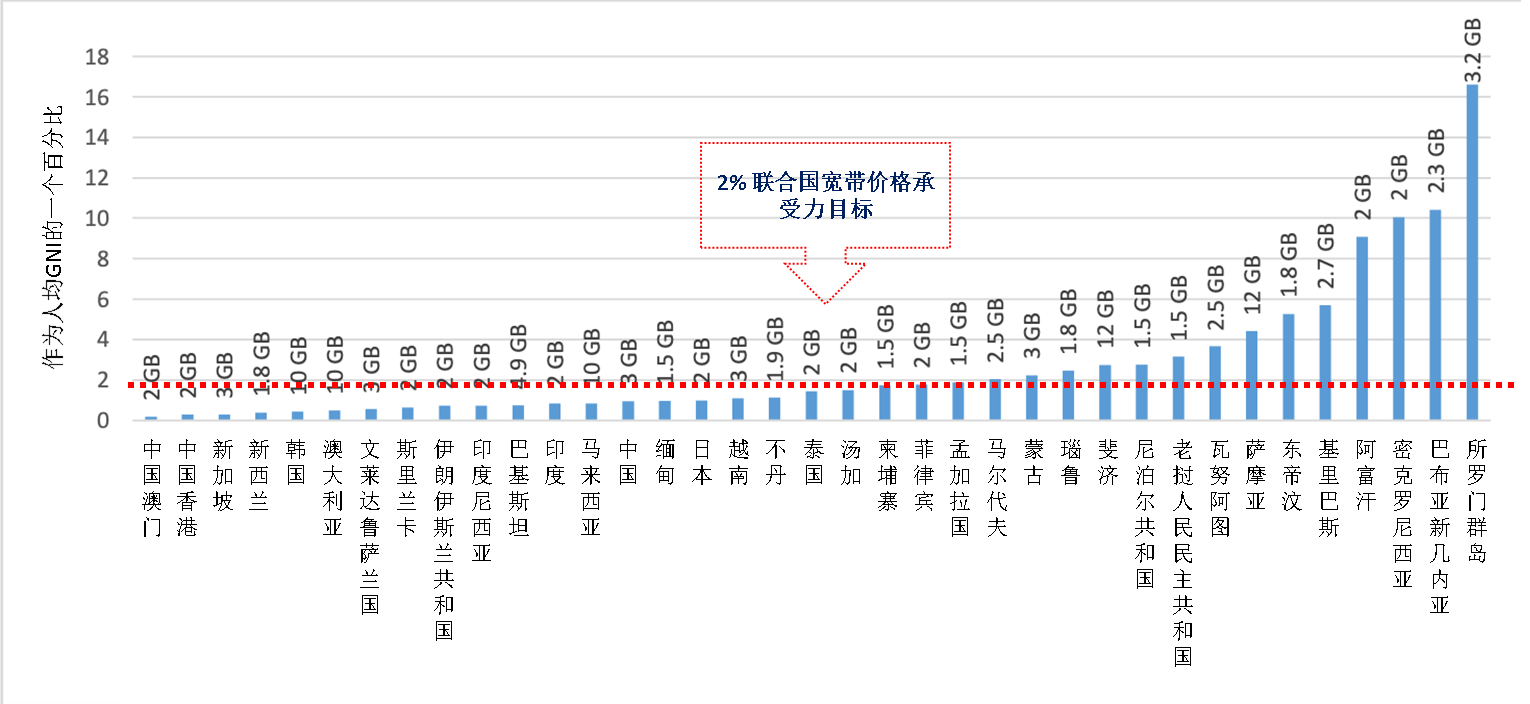 作为人均GNI的一个百分比
18
16
14
12
10
8
6
4
2
0
2% 联合国宽带价格承
受力目标
2 GB
2 GB
3 GB
1.8 GB
10 GB
10 GB
3 GB
2 GB
2 GB
2 GB
4.9 GB
2 GB
10 GB
3 GB
1.5 GB
2 GB
3 GB
1.9 GB
2 GB
2 GB
1.5 GB
2 GB
1.5 GB
2.5 GB
3 GB
1.8 GB
12 GB
1.5 GB
1.5 GB
2.5 GB
12 GB
1.8 GB
2.7 GB
2 GB
2 GB
2.3 GB
3.2 GB
中国澳门
中国香港
新加坡
新西兰
韩国
澳大利亚
文莱达鲁萨兰国
斯里兰卡
伊朗伊斯兰共和国
印度尼西亚
巴基斯坦
印度
马来西亚
中国
缅甸
日本
越南
不丹
泰国
汤加
柬埔寨
菲律宾
孟加拉国
马尔代夫
蒙古
瑙鲁
斐济
尼泊尔共和国
老挝人民民主共和国
瓦努阿图
萨摩亚
东帝汶
基里巴斯
阿富汗
密克罗尼西亚
巴布亚新几内亚
所罗门群岛